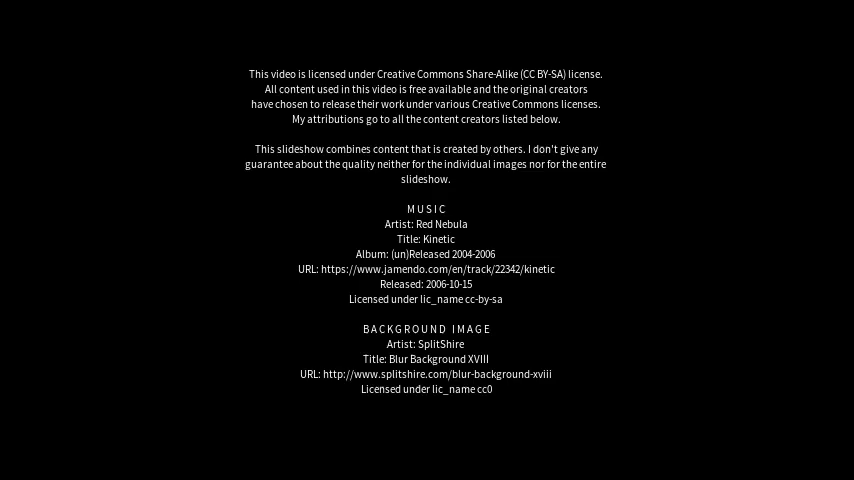 This video is licensed under Creative Commons Share-Alike (CC BY-SA) license.
All content used in this video is free available and the original creators
have chosen to release their work under various Creative Commons licenses.
My attributions go to all the content creators listed below.
This slideshow combines content that is created by others. I don't give any
guarantee about the quality neither for the individual images nor for the entire
slideshow.
MUSIC
Artist: Red Nebula
Title: Kinetic
Album: (un)Released 2004-2006
URL: https://www.jamendo.com/en/track/22342/kinetic
Released: 2006-10-15
Licensed under lic_name cc-by-sa
BACKGROUND IMAGE
Artist: SplitShire
Title: Blur Background XVIII
URL: http://www.splitshire.com/blur-background-xviii
Licensed under lic_name cc0